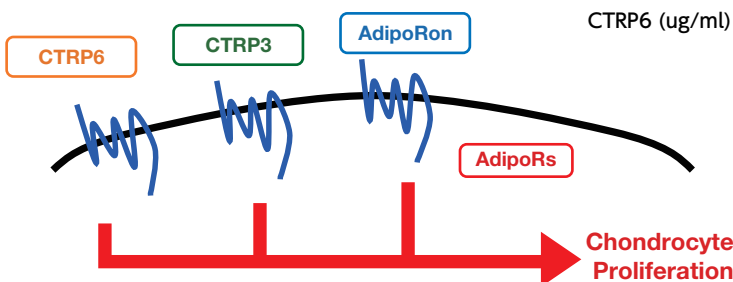 CTRP6 (ug/ml)
CTRP6
CTRP3
AdipoRon
AdipoRs
Chondrocyte
Proliferation